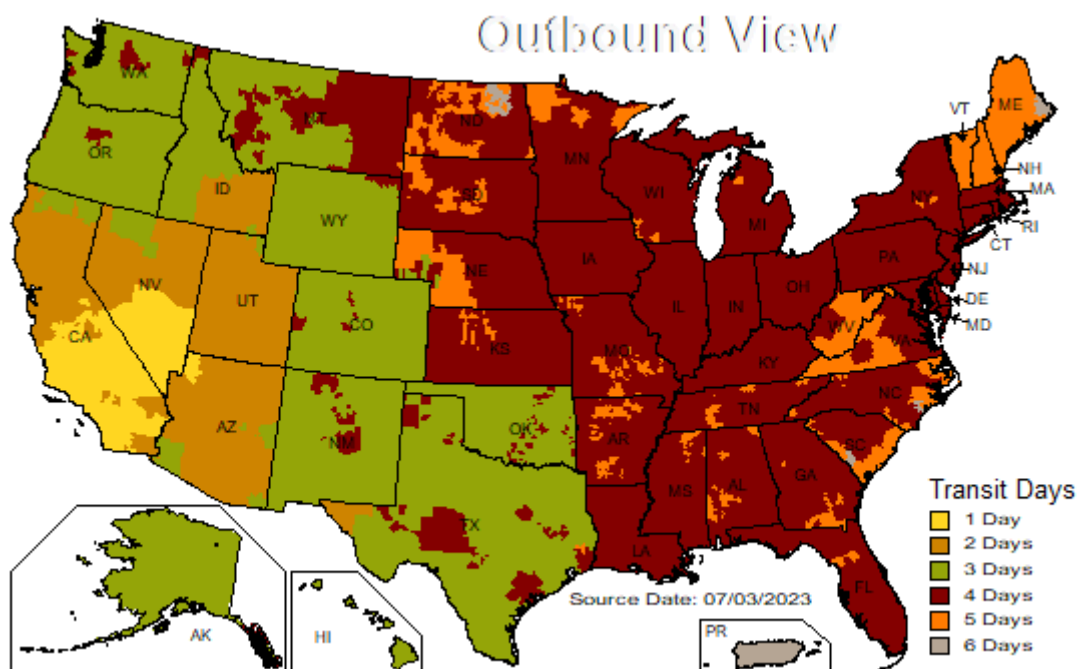 Outbound View
WA
MT
ND
ME
VT
OR
MN
ID
SD
WI
NH
MA
NY
WY
MI
RI
CT
IA
NE
PA
NJ
NV
UT
OH
IL
IN
DE
CO
WV
MD
CA
VA
KS
MO
KY
NC
TN
AZ
OK
AR
NM
SC
GA
MS
AL
TX
LA
FL
Transit Days
1 Day
2 Days
3 Days
4 Days
5 Days
6 Days
Source Date: 07/03/2023
AK
HI
PR